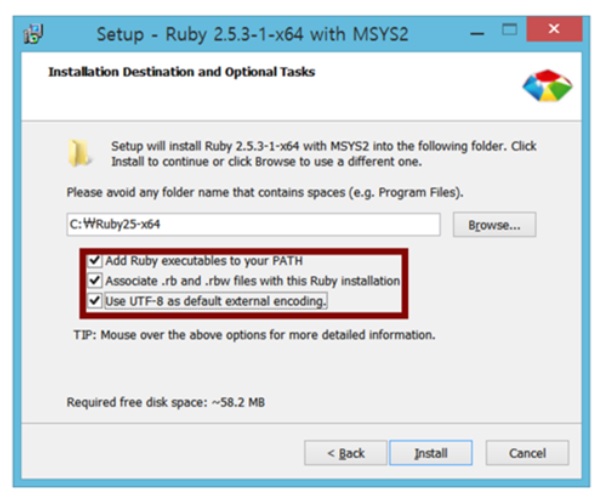 Setup - Ruby 2.5.3-1-x64 with MSYS2
Installation Destination and Optional Tasks
Setup will install Ruby 2.5.3-1-x64 with MSYS2 into the following folder. Click
Install to continue or click Browse to use a different one.
Please avoid any folder name that contains spaces (e.g. Program Files).
C:₩Ruby25-x64
Browse...
Add Ruby executables to your PATH
Associate .rb and .rbw files with this Ruby installation
Use UTF-8 as default external encoding.
TIP: Mouse over the above options for more detailed information.
Required free disk space: ~58.2 MB
< Back Install Cancel